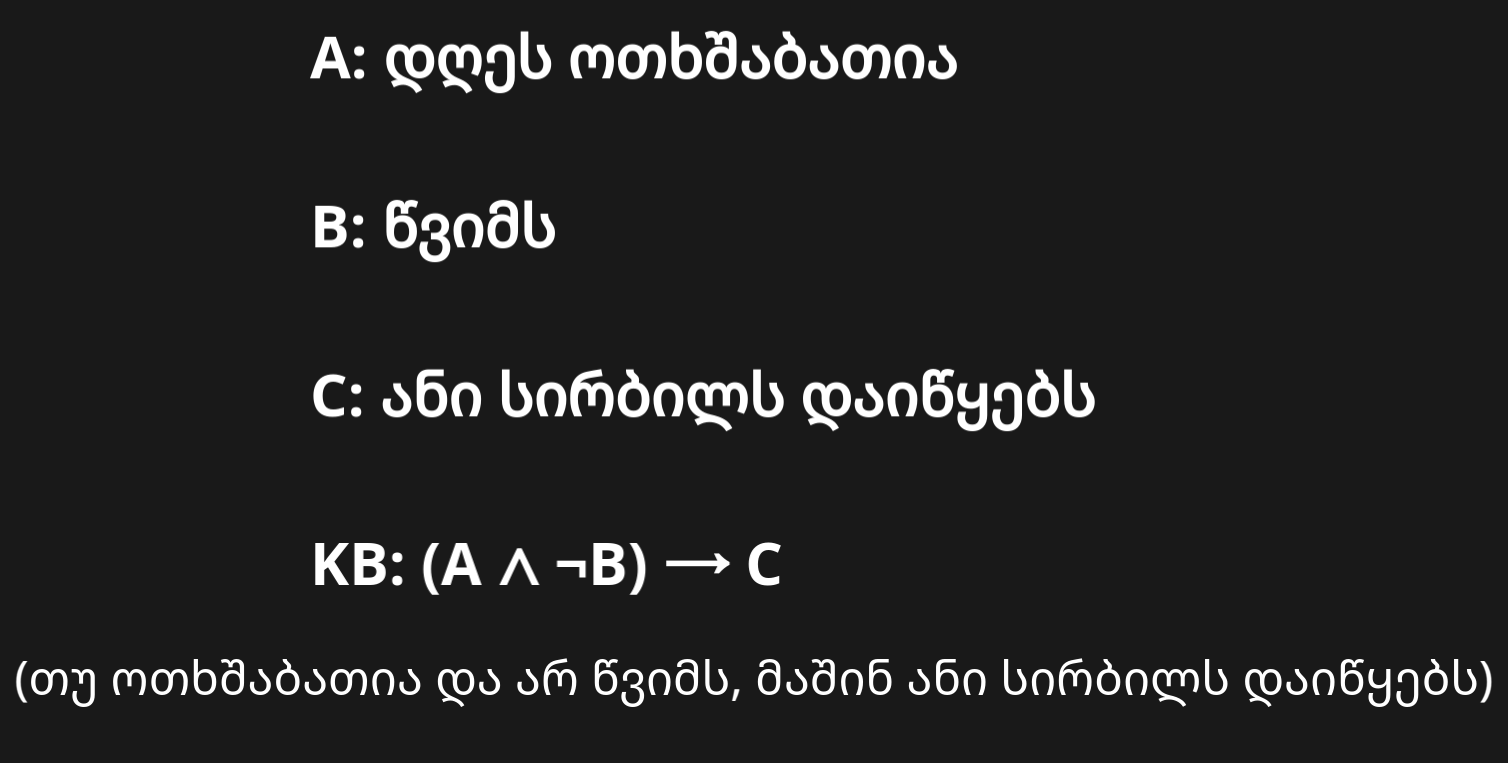 A: დღეს ოთხშაბათია
B: წვიმს
C: ანი სირბილს დაიწყებს
KB: (A ∧ ¬B) ⟶ C
(თუ ოთხშაბათია და არ წვიმს, მაშინ ანი სირბილს დაიწყებს)